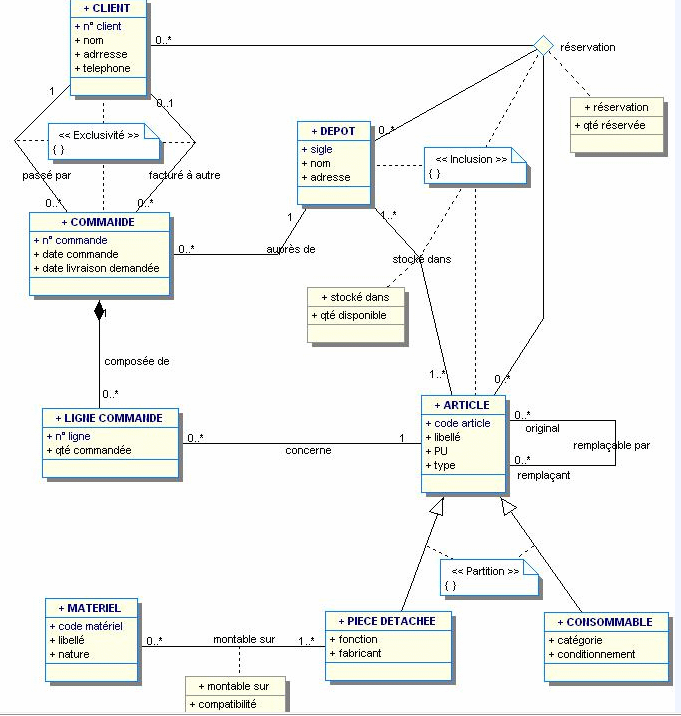 + CLIENT
+ n° client
+ nom
+ adrresse
+ telephone
0..*
réservation
+ réservation
+ qté réservée
1
0..1
<< Exclusivité >>
{ }
passé par
facturé à autre
0..*
0..*
+ DEPOT
+ sigle
+ nom
+ adresse
0..*
<< Inclusion >>
{ }
+ COMMANDE
+ n° commande
+ date commande
+ date livraison demandée
1
1..*
0..*
auprès de
stocké dans
+ stocké dans
+ qté disponible
1
composée de
0..*
1..*
0..*
+ LIGNE COMMANDE
+ n° ligne
+ qté commandée
0..*
concerne
1
+ ARTICLE
+ code article
+ libellé
+ PU
+ type
0..*
original
remplaçable par
0..*
remplaçant
<< Partition >>
{ }
+ MATERIEL
+ code matériel
+ libellé
+ nature
0..*
montable sur
1..*
+ montable sur
+ compatibilité
+ PIECE DETACHEE
+ fonction
+ fabricant
+ CONSOMMABLE
+ catégorie
+ conditionnement